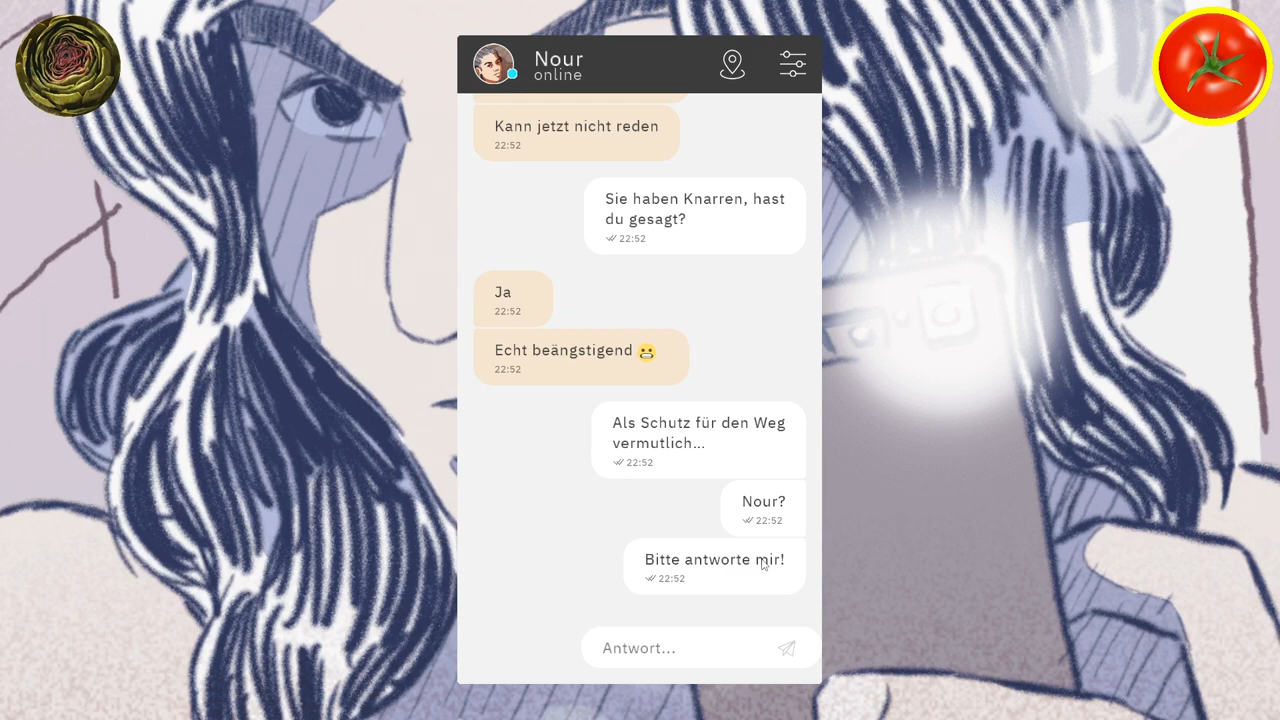 Nour
online
Kann jetzt nicht reden
22:52
Sie haben Knarren, hast
du gesagt?
22:52
Ja
22:52
Echt beängstigend 😬
22:52
Als Schutz für den Weg
vermutlich...
22:52
Nour?
22:52
Bitte antworte mir!
22:52
Antwort...